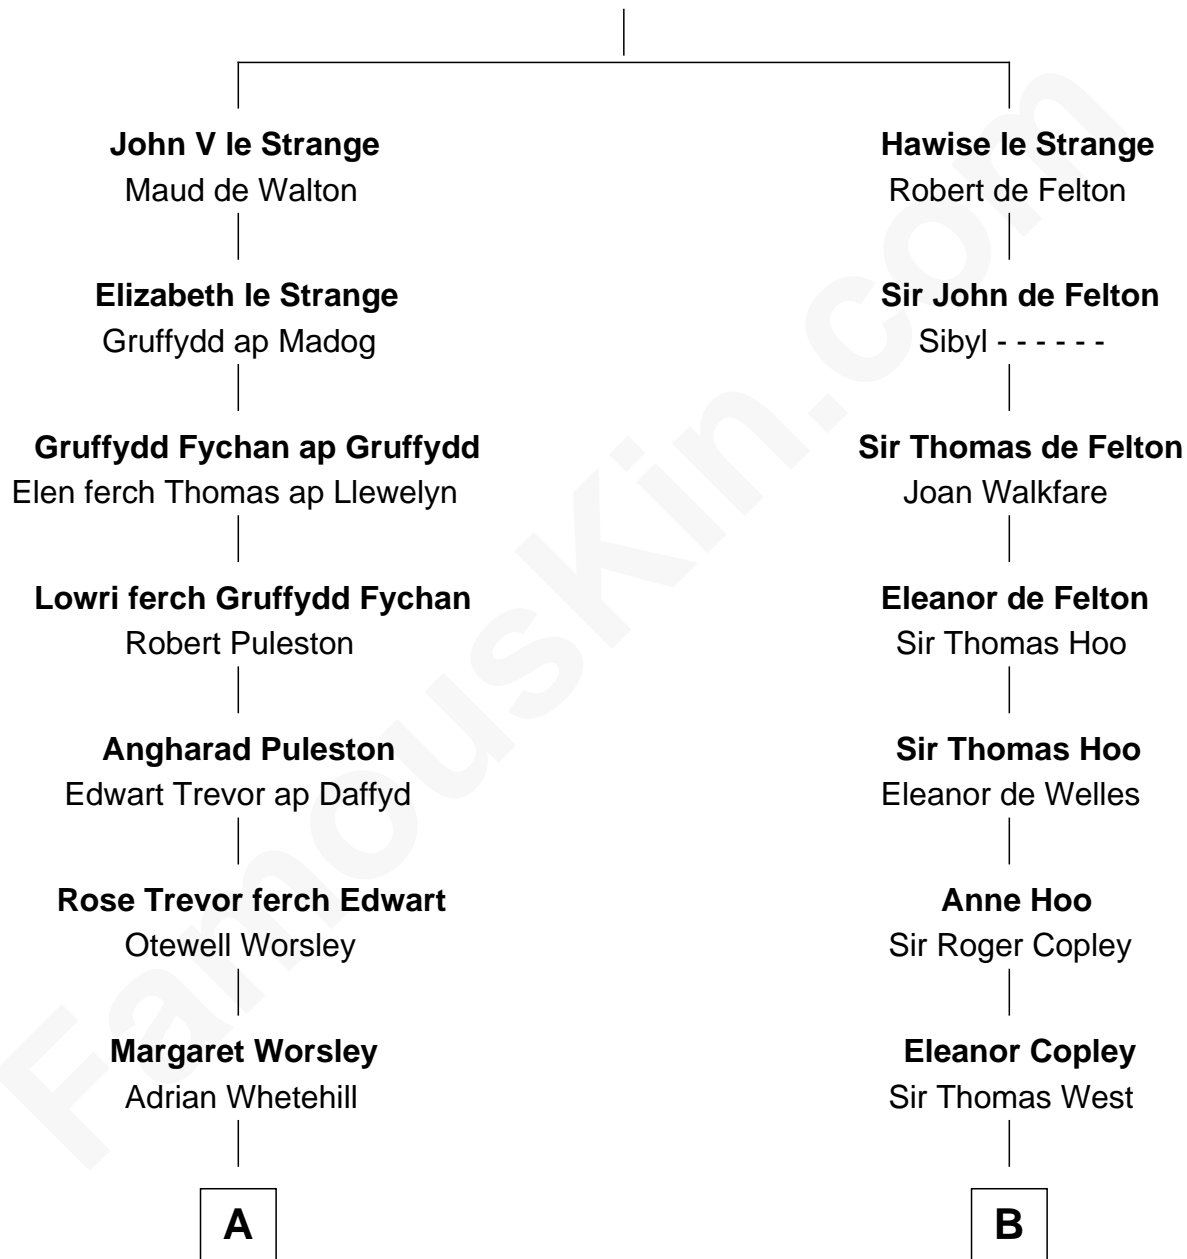 John V le Strange
Maud de Walton
Elizabeth le Strange
Gruffydd ap Madog
Gruffydd Fychan ap Gruffydd
Elen ferch Thomas ap Llewelyn
Lowri ferch Gruffydd Fychan
Robert Puleston
Angharad Puleston
Edwart Trevor ap Daffyd
Rose Trevor ferch Edwart
Otewell Worsley
Margaret Worsley
Adrian Whetehill
A
Hawise le Strange
Robert de Felton
Sir John de Felton
Sibyl - - - - - -
Sir Thomas de Felton
Joan Walkfare
Eleanor de Felton
Sir Thomas Hoo
Sir Thomas Hoo
Eleanor de Welles
Anne Hoo
Sir Roger Copley
Eleanor Copley
Sir Thomas West
B
FamousKin.com